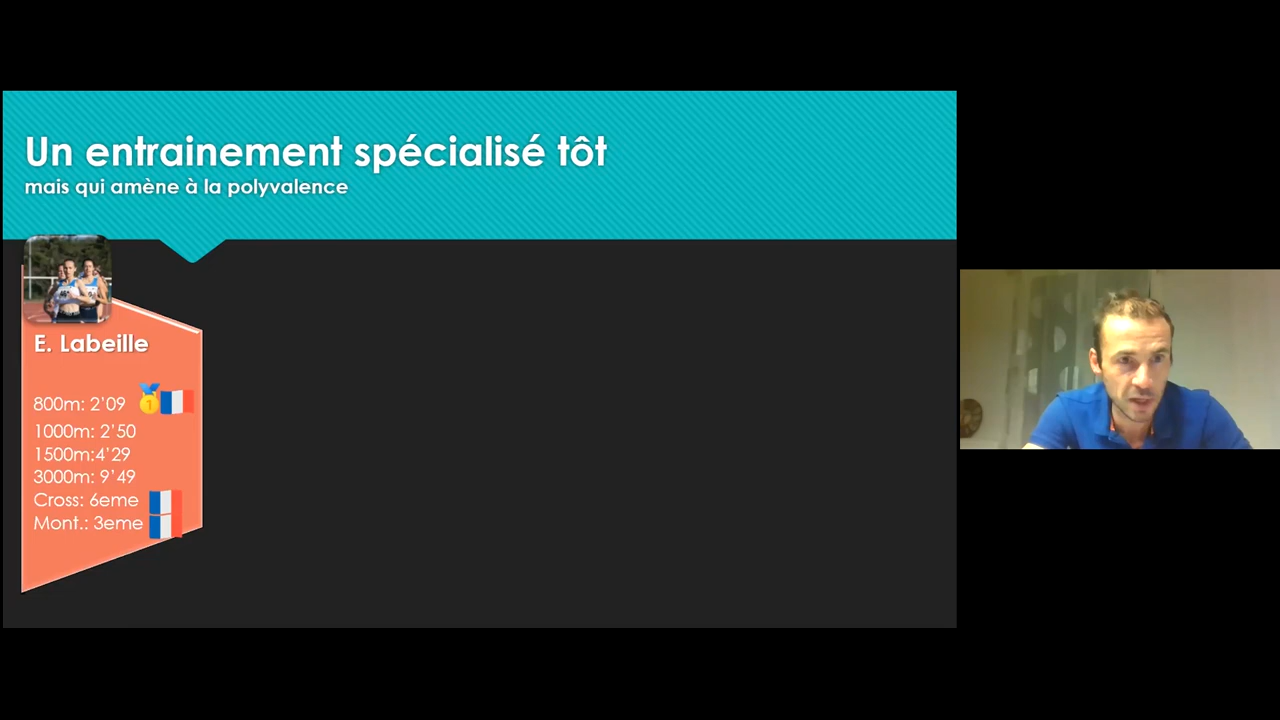 Un entrainement spécialisé tôt
mais qui amène à la polyvalence
E. Labeille
800m: 2’09
1000m: 2’50
1500m:4’29
3000m: 9’49
Cross: 6eme
Mont.: 3eme